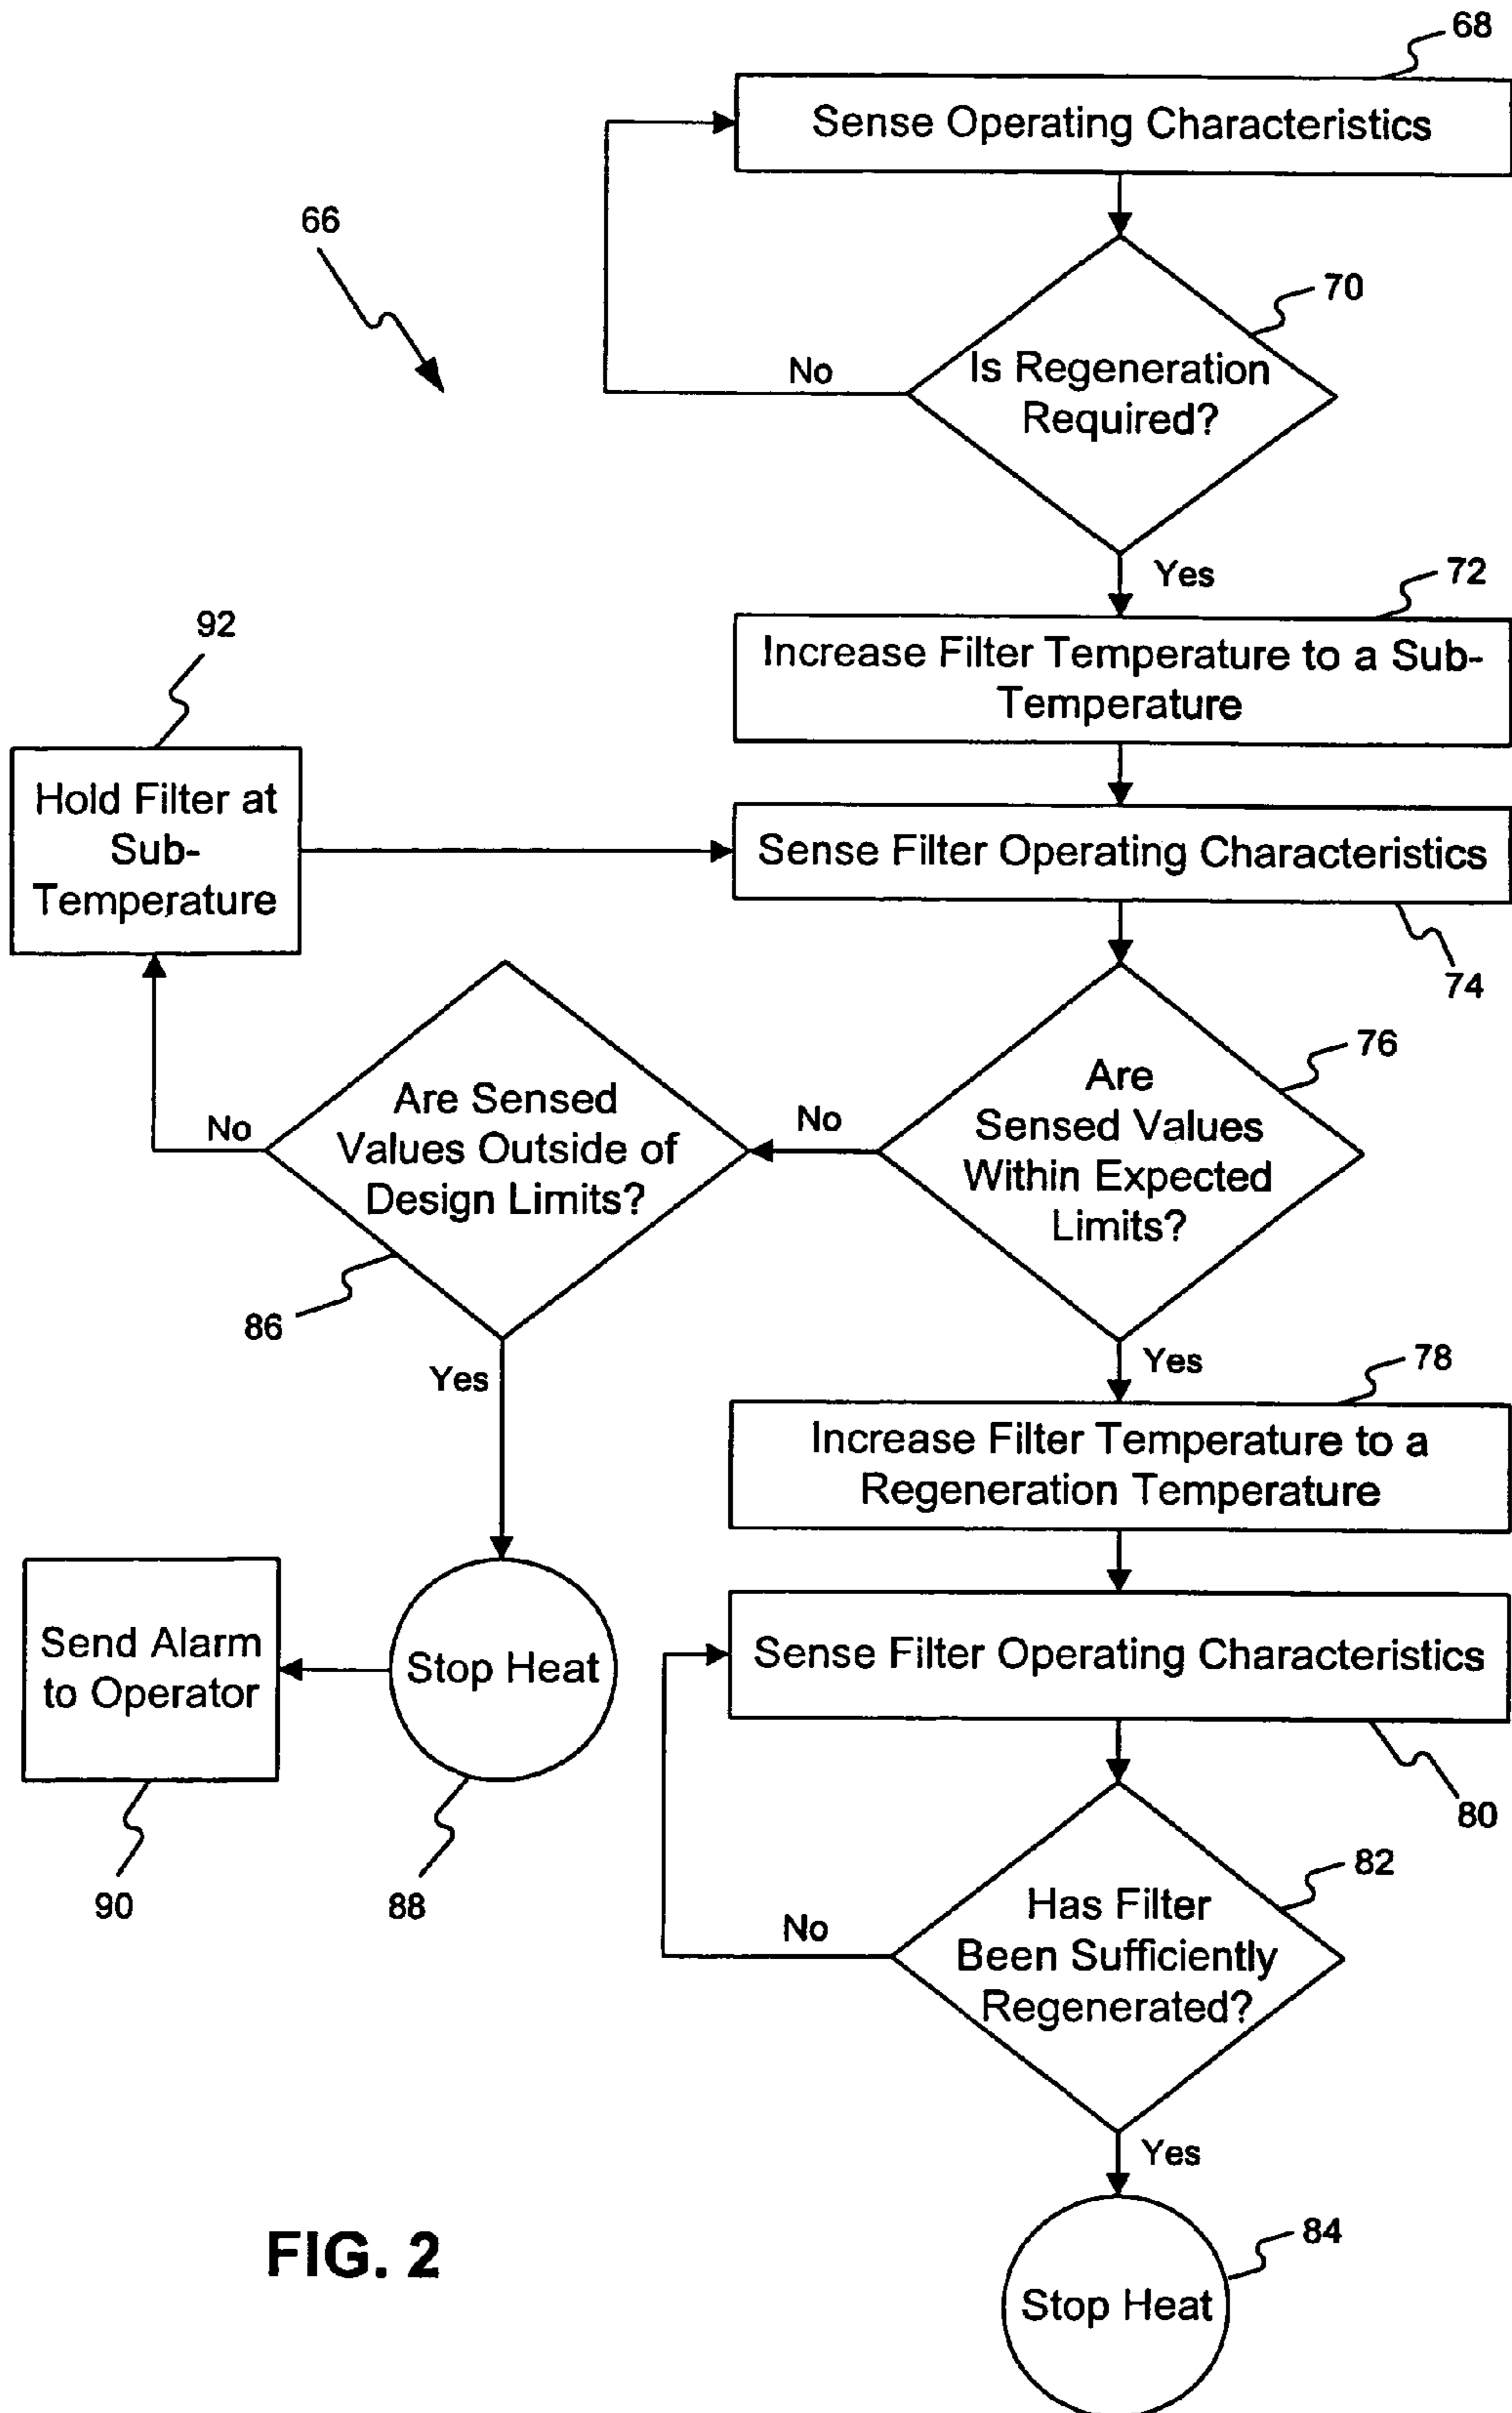 68
Sense Operating Characteristics
66
70
Is Regeneration
Required?
No
Yes
72
Increase Filter Temperature to a Sub-
Temperature
92
Hold Filter at
Sub-
Temperature
Sense Filter Operating Characteristics
74
76
Are
Sensed Values
Within Expected
Limits?
No
Are Sensed
Values Outside of
Design Limits?
No
86
Yes
Yes
78
Increase Filter Temperature to a
Regeneration Temperature
Send Alarm
to Operator
Stop Heat
Sense Filter Operating Characteristics
80
90
88
82
Has Filter
Been Sufficiently
Regenerated?
No
Yes
84
Stop Heat
FIG. 2